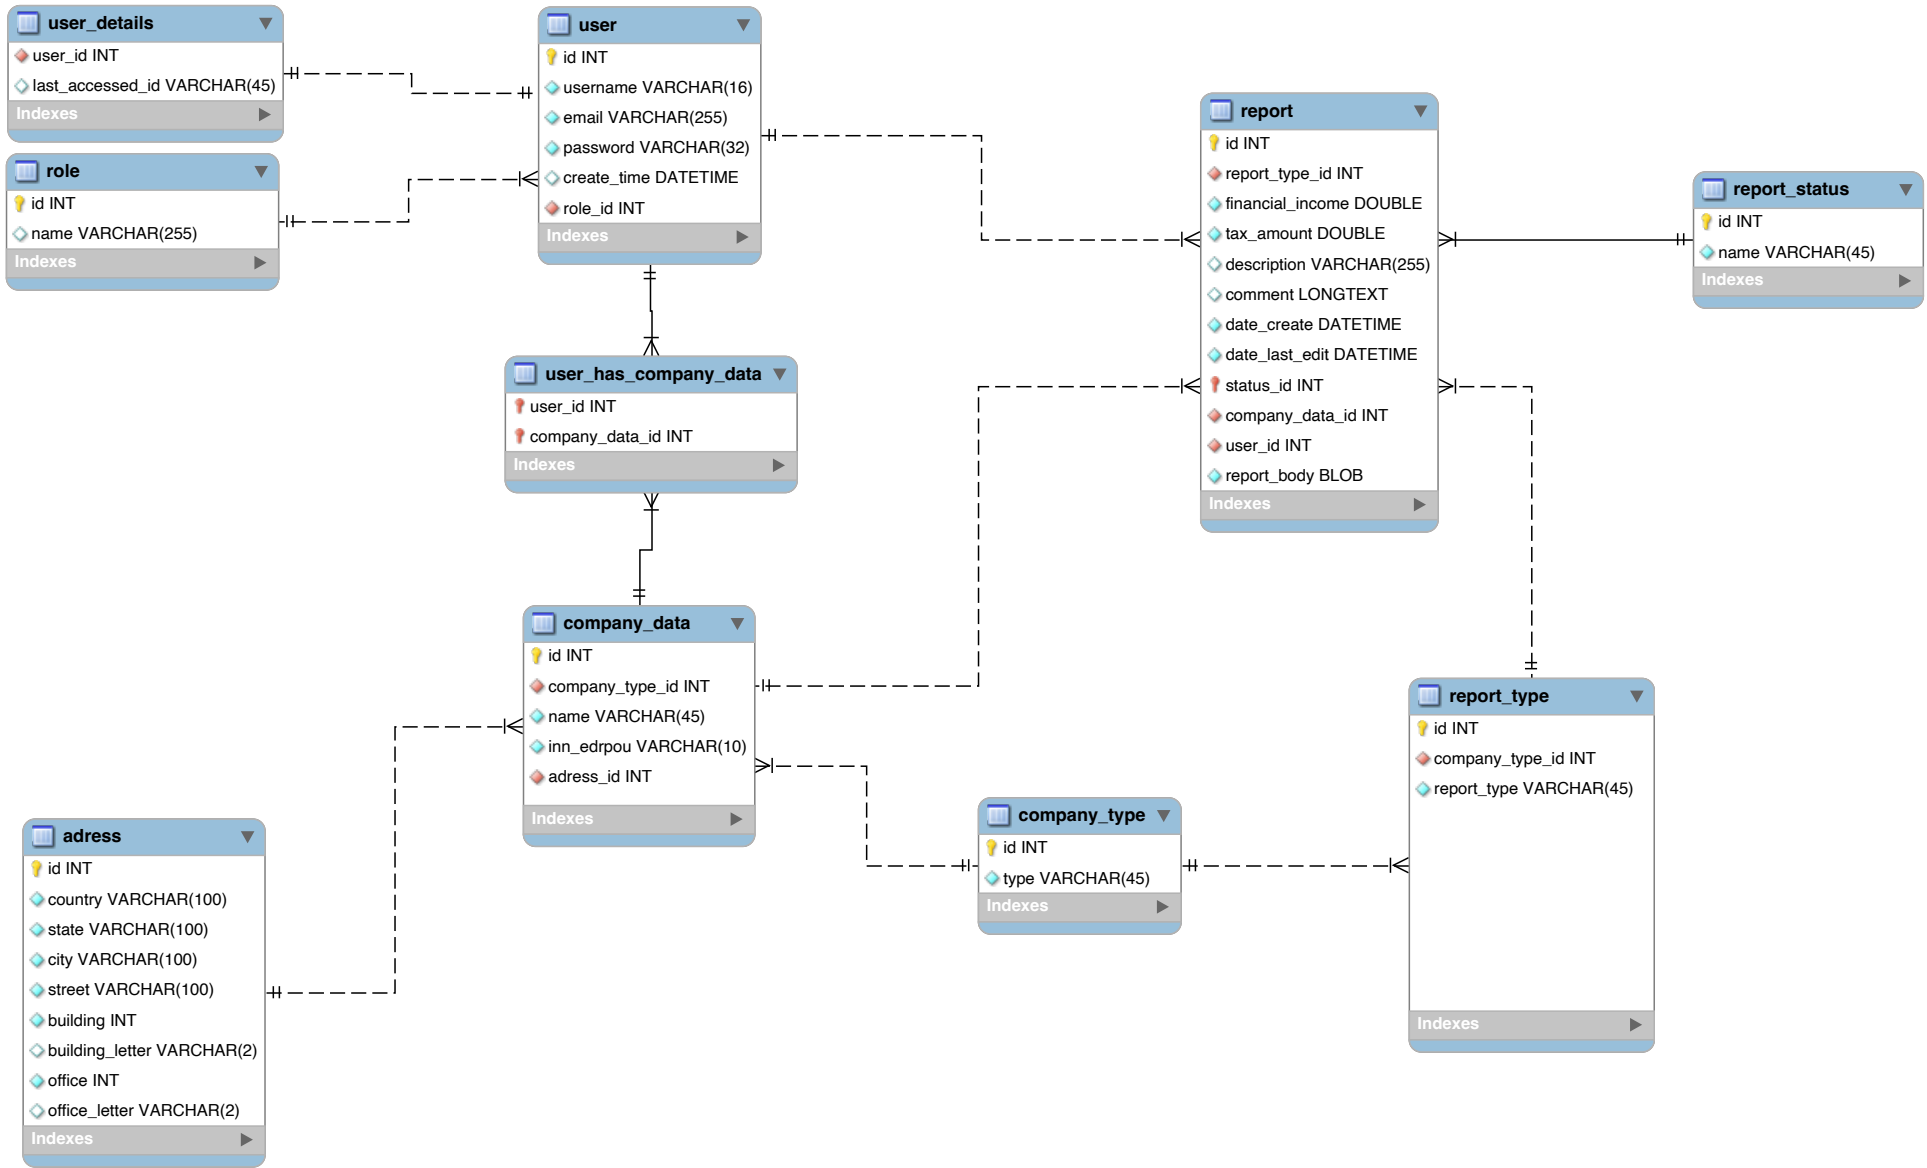 user_details
user_id INT
last_accessed_id VARCHAR(45)
Indexes
role
id INT
name VARCHAR(255)
Indexes
user
id INT
username VARCHAR(16)
email VARCHAR(255)
password VARCHAR(32)
create_time DATETIME
role_id INT
Indexes
report
id INT
report_type_id INT
financial_income DOUBLE
tax_amount DOUBLE
description VARCHAR(255)
comment LONGTEXT
date_create DATETIME
date_last_edit DATETIME
status_id INT
company_data_id INT
user_id INT
report_body BLOB
Indexes
report_status
id INT
name VARCHAR(45)
Indexes
user_has_company_data
user_id INT
company_data_id INT
Indexes
company_data
id INT
company_type_id INT
name VARCHAR(45)
inn_edrpou VARCHAR(10)
adress_id INT
Indexes
report_type
id INT
company_type_id INT
report_type VARCHAR(45)
Indexes
company_type
id INT
type VARCHAR(45)
Indexes
adress
id INT
country VARCHAR(100)
state VARCHAR(100)
city VARCHAR(100)
street VARCHAR(100)
building INT
building_letter VARCHAR(2)
office INT
office_letter VARCHAR(2)
Indexes